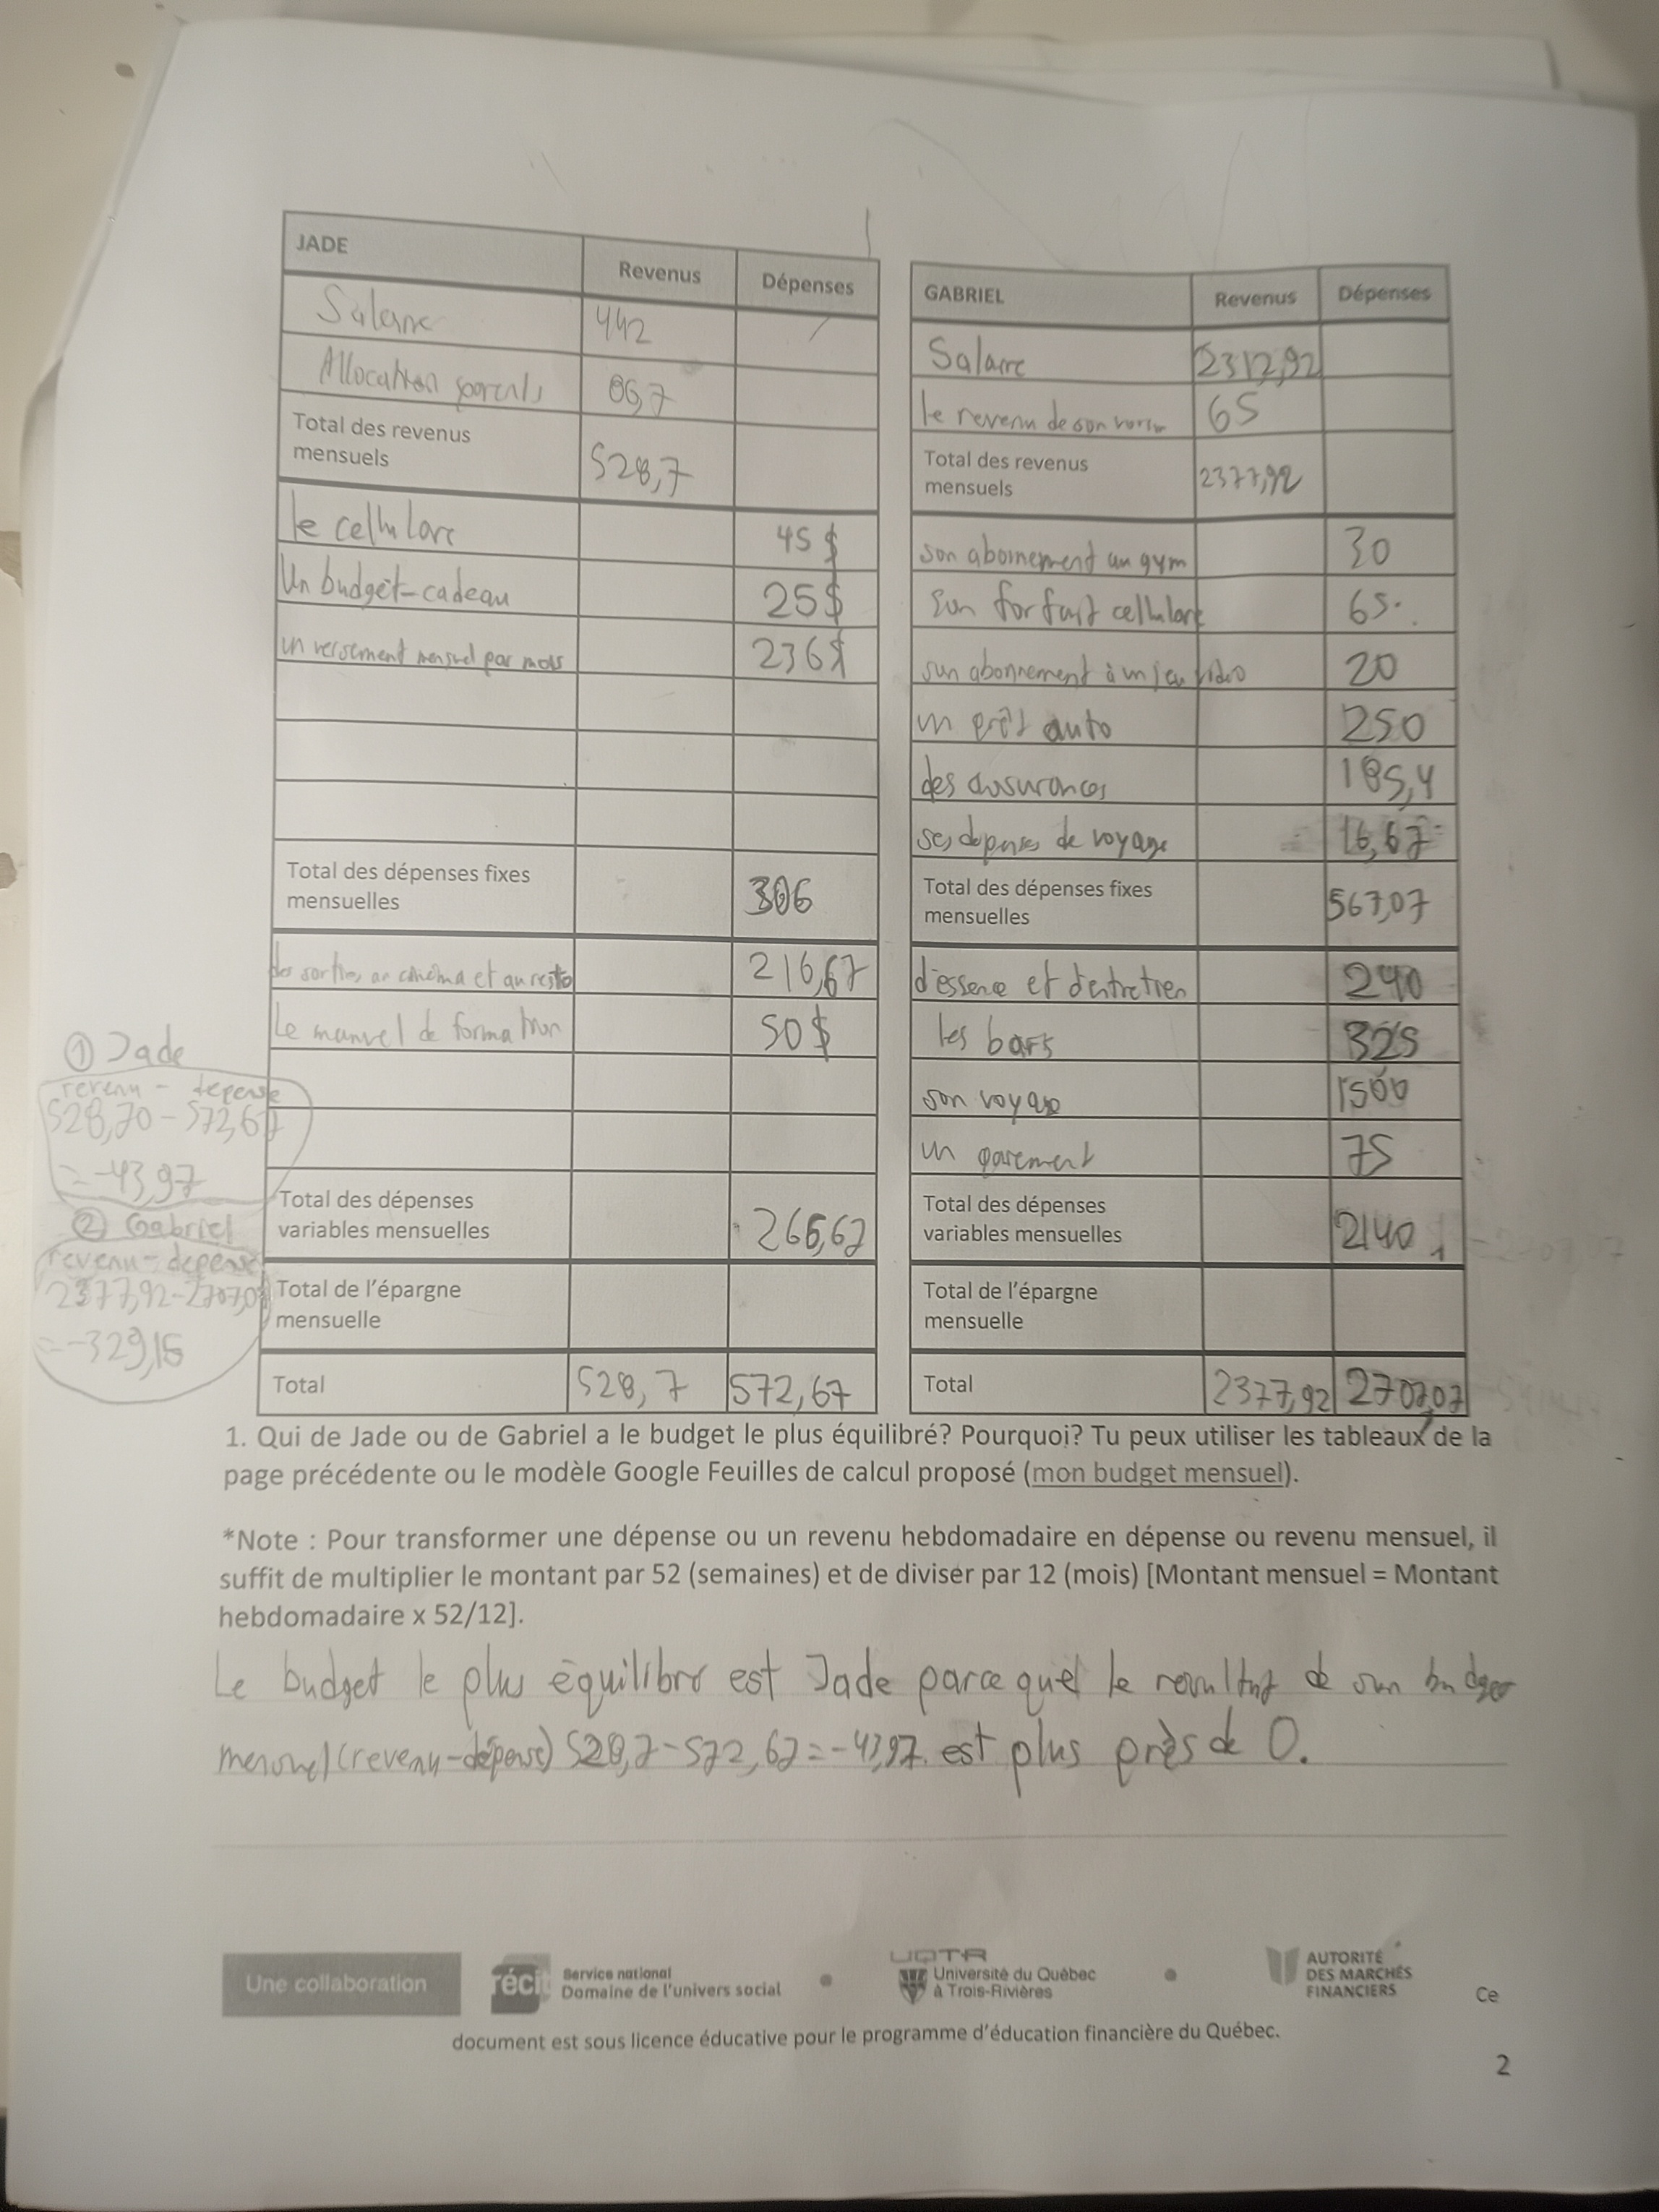 JADE Revenus Dépenses
Salaire 442
Allocation parents 86,7
Total des revenus
mensuels 528,7
le cellulare 45 $
Un budget-cadeau 25$
un versement mensuel par mois 236$
Total des dépenses fixes
mensuelles 306
des sorties au cinéma et au resto 216,67
Le manuel de formation 50 $
Total des dépenses
variables mensuelles 266,67
Total de l'épargne
mensuelle
Total 528,7 572,67
GABRIEL Revenus Dépenses
Salaire 2312,92
le revenu de son voisin 65
Total des revenus
mensuels 2377,92
son abonnement au gym 30
Son forfait cellulare 65
son abonnement à un jeu vidéo 20
un prêt auto 250
des assurances 185,4
ses dépenses de voyage 16,67
Total des dépenses fixes
mensuelles 567,07
d'essence et d'entretien 240
les bars 325
son voyage 1500
un paiement 75
Total des dépenses
variables mensuelles 2140
Total de l'épargne
mensuelle
Total 2377,92 2707,07
① Jade
revenu - depense
528,70 - 572,67
= -43,97
② Gabriel
revenu - depense
2377,92-2707,07
= -329,15
1. Qui de Jade ou de Gabriel a le budget le plus équilibré? Pourquoi? Tu peux utiliser les tableaux de la
page précédente ou le modèle Google Feuilles de calcul proposé (mon budget mensuel).
*Note : Pour transformer une dépense ou un revenu hebdomadaire en dépense ou revenu mensuel, il
suffit de multiplier le montant par 52 (semaines) et de diviser par 12 (mois) [Montant mensuel = Montant
hebdomadaire x 52/12].
Le budget le plus équilibré est Jade parce que le resultat de son budget
mensuel (revenu-dépense) 528,7-572,67=-43,97. est plus près de 0.
Une collaboration
récit Service national
Domaine de l'univers social
UQTR
Université du Québec
à Trois-Rivières
AUTORITÉ
DES MARCHÉS
FINANCIERS
Ce
document est sous licence éducative pour le programme d'éducation financière du Québec.
2